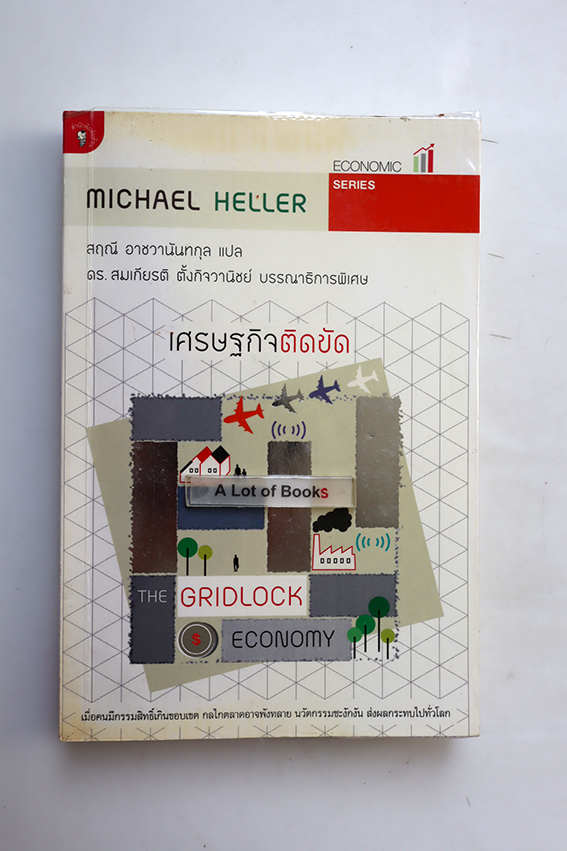 ECONOMIC
SERIES
MICHAEL HELLER
สฤณี อาชวานันทกุล แปล
ดร. สมเกียรติ ตั้งกิจวานิชย์ บรรณาธิการพิเศษ
เศรษฐกิจติดขัด
A Lot of Books
THE GRIDLOCK
$ ECONOMY
เมื่อคนมีกรรมสิทธิ์เกินขอบเขต กลไกตลาดอาจพังทลาย นวัตกรรมชะงักงัน ส่งผลกระทบไปทั่วโลก